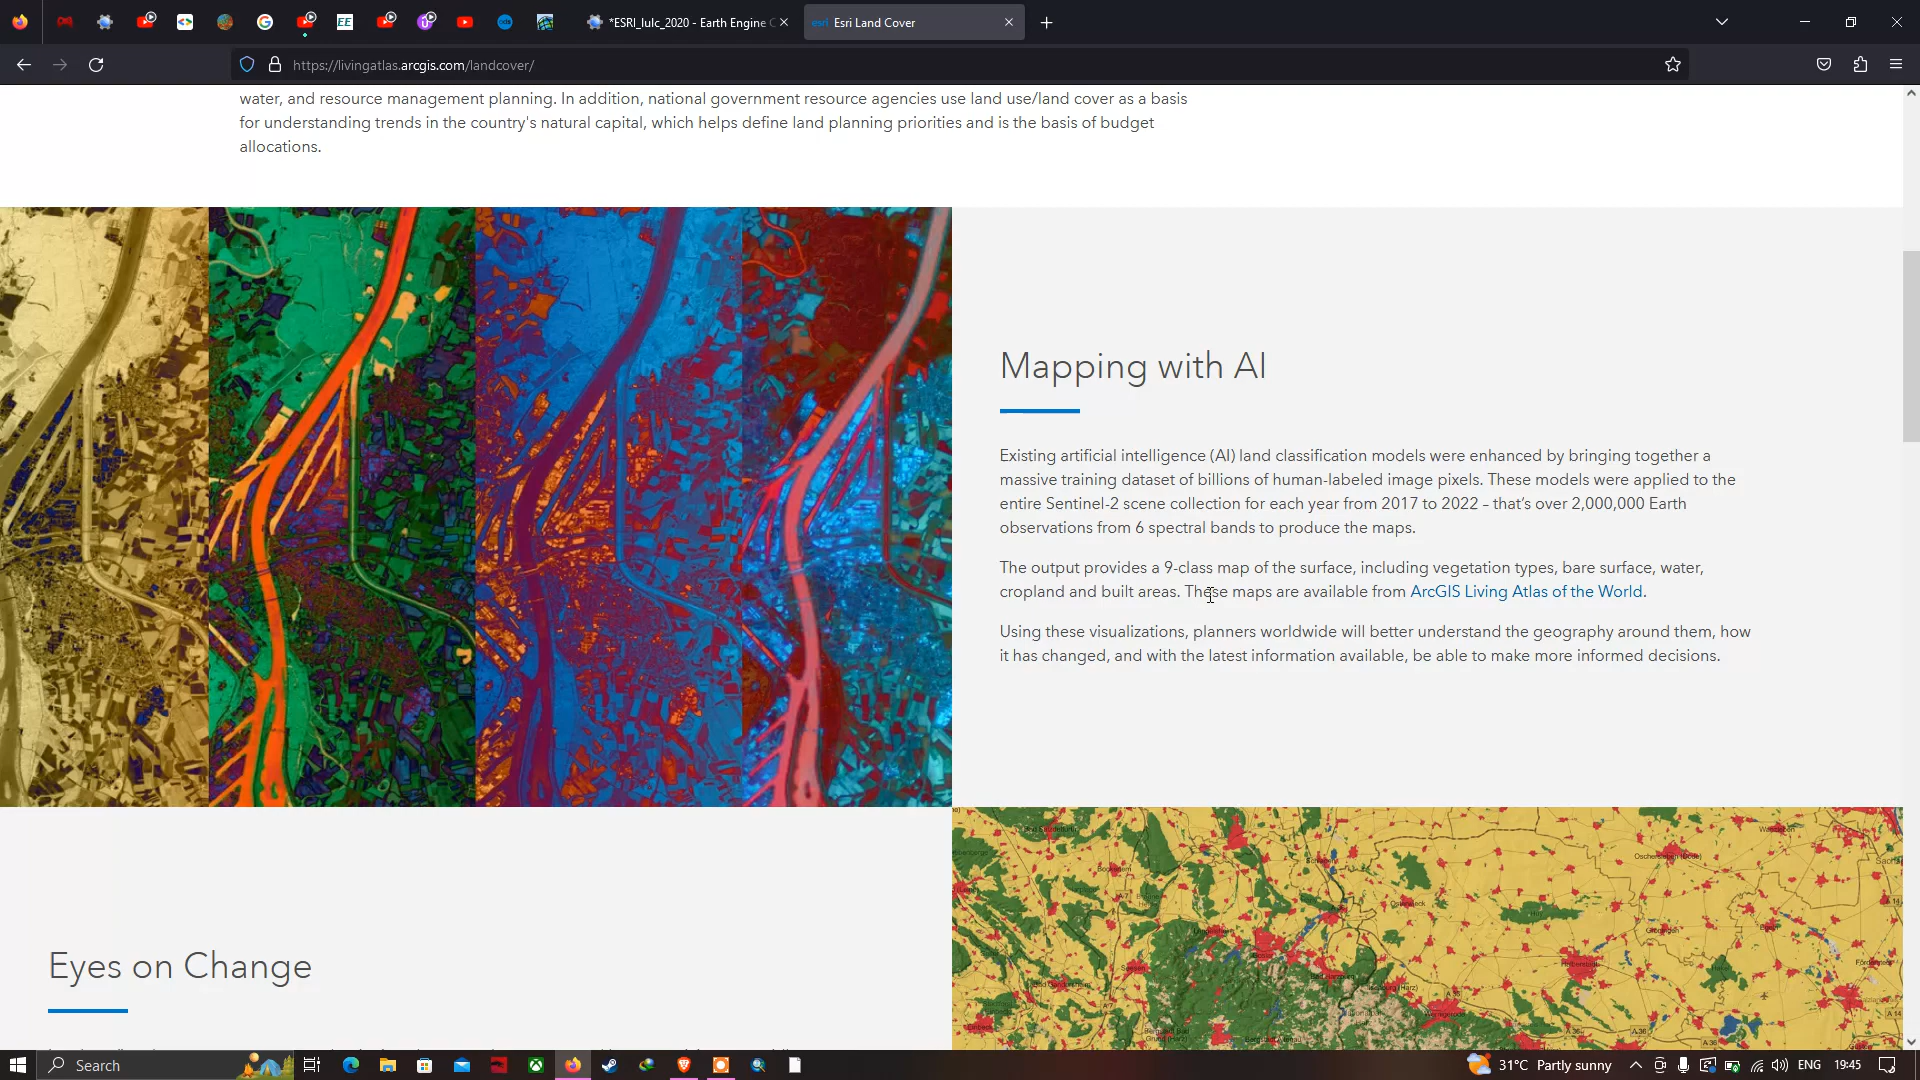 *ESRI_lulc_2020 - Earth Engine C
esri Esri Land Cover
https://livingatlas.arcgis.com/landcover/
water, and resource management planning. In addition, national government resource agencies use land use/land cover as a basis
for understanding trends in the country's natural capital, which helps define land planning priorities and is the basis of budget
allocations.
Mapping with AI
Existing artificial intelligence (AI) land classification models were enhanced by bringing together a
massive training dataset of billions of human-labeled image pixels. These models were applied to the
entire Sentinel-2 scene collection for each year from 2017 to 2022 – that’s over 2,000,000 Earth
observations from 6 spectral bands to produce the maps.
The output provides a 9-class map of the surface, including vegetation types, bare surface, water,
cropland and built areas. These maps are available from ArcGIS Living Atlas of the World.
Using these visualizations, planners worldwide will better understand the geography around them, how
it has changed, and with the latest information available, be able to make more informed decisions.
Eyes on Change
Search
31°C Partly sunny
ENG
19:45